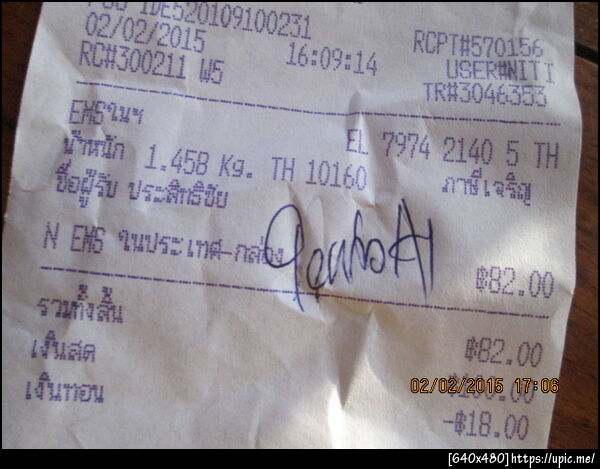 POS IDE520109100231
02/02/2015 16:09:14 RCPT#570156
RC#300211 W5 USER#NITI
TR#3046353
EMSในฯ EL 7974 2140 5 TH
น้ำหนัก 1.458 Kg. TH 10160 ภาษีเจริญ
ชื่อผู้รับ ประสิทธิชัย
N EMS ในประเทศ-กล่อง ฿82.00
รวมทั้งสิ้น ฿82.00
เงินสด ฿100.00
เงินทอน -฿18.00
02/02/2015 17:06
[640x480]https://upic.me/